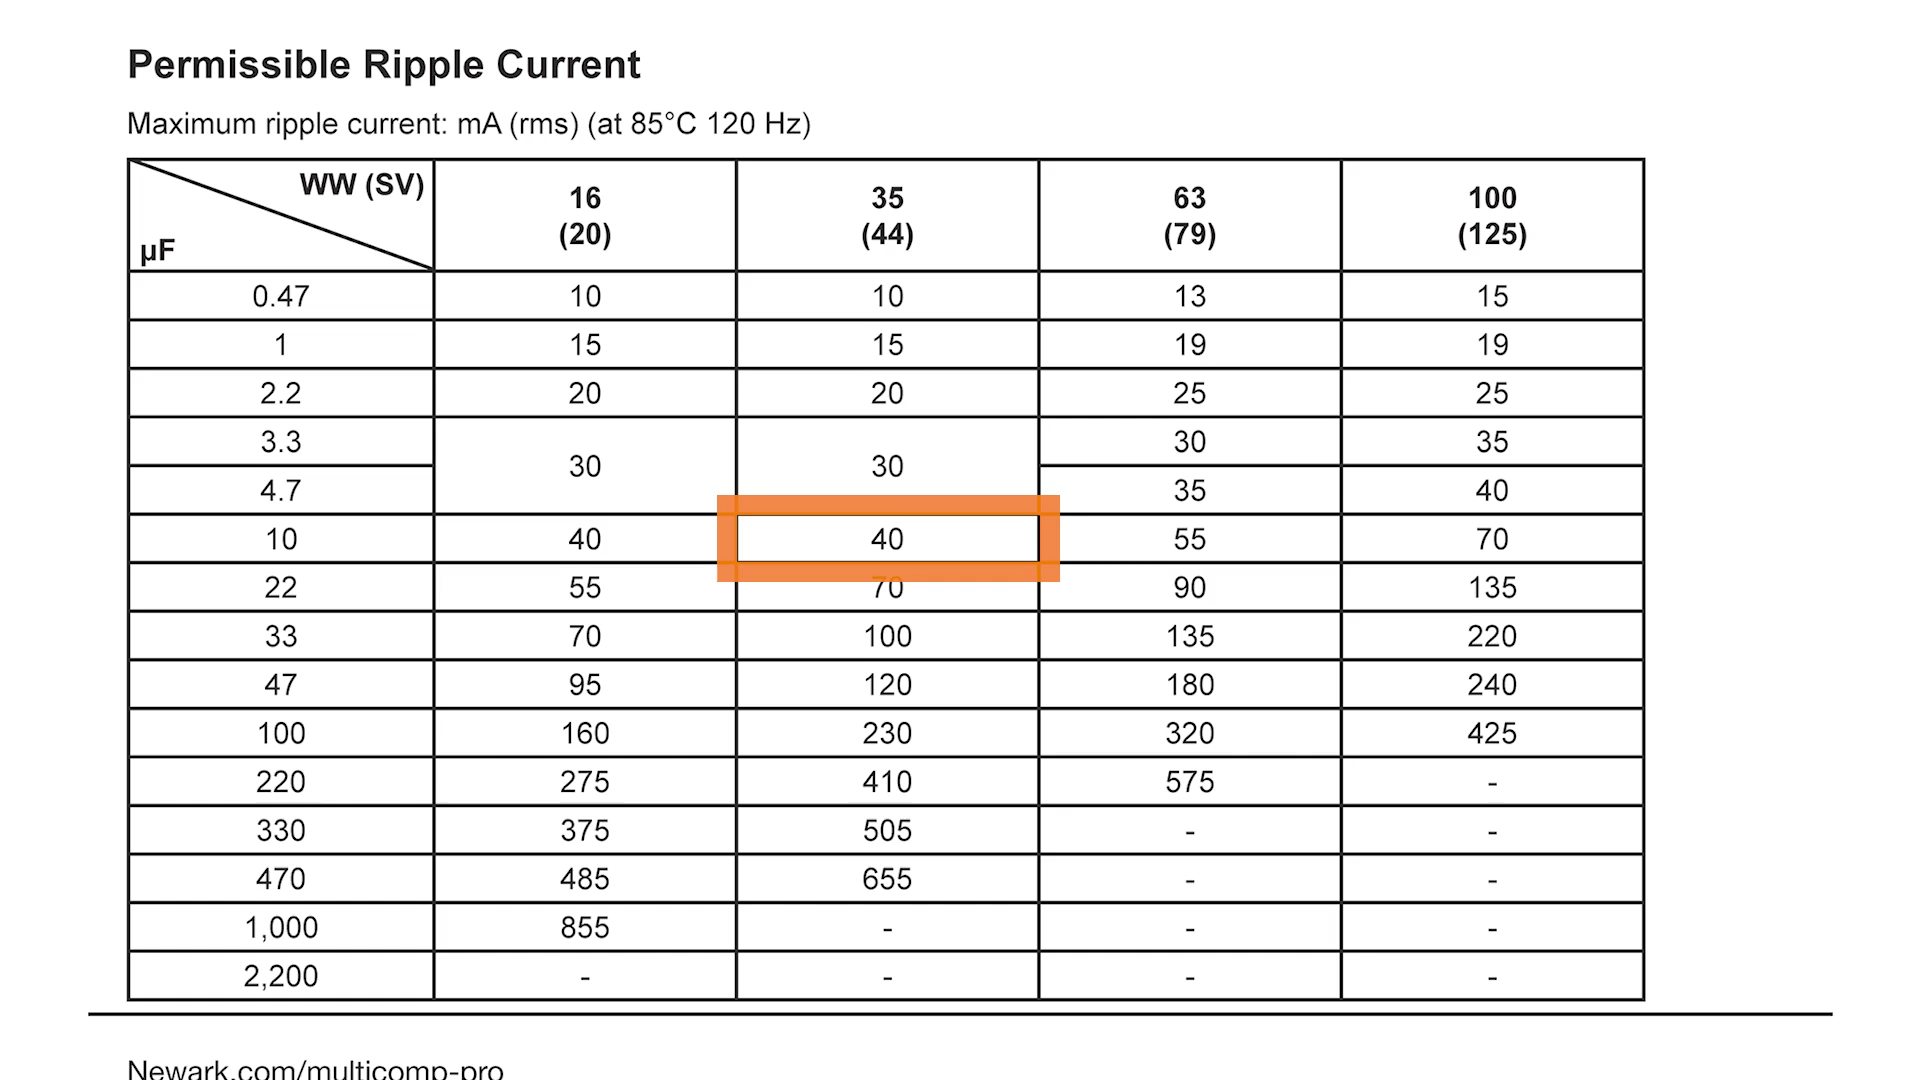 Permissible Ripple Current
Maximum ripple current: mA (rms) (at 85°C 120 Hz)
WW (SV)
µF
16 35 63 100
(20) (44) (79) (125)
0.47 10 10 13 15
1 15 15 19 19
2.2 20 20 25 25
3.3 30 35
30 30
4.7 35 40
10 40 40 55 70
22 55 70 90 135
33 70 100 135 220
47 95 120 180 240
100 160 230 320 425
220 275 410 575 -
330 375 505 - -
470 485 655 - -
1,000 855 - - -
2,200 - - - -
Newark.com/multicomp-pro